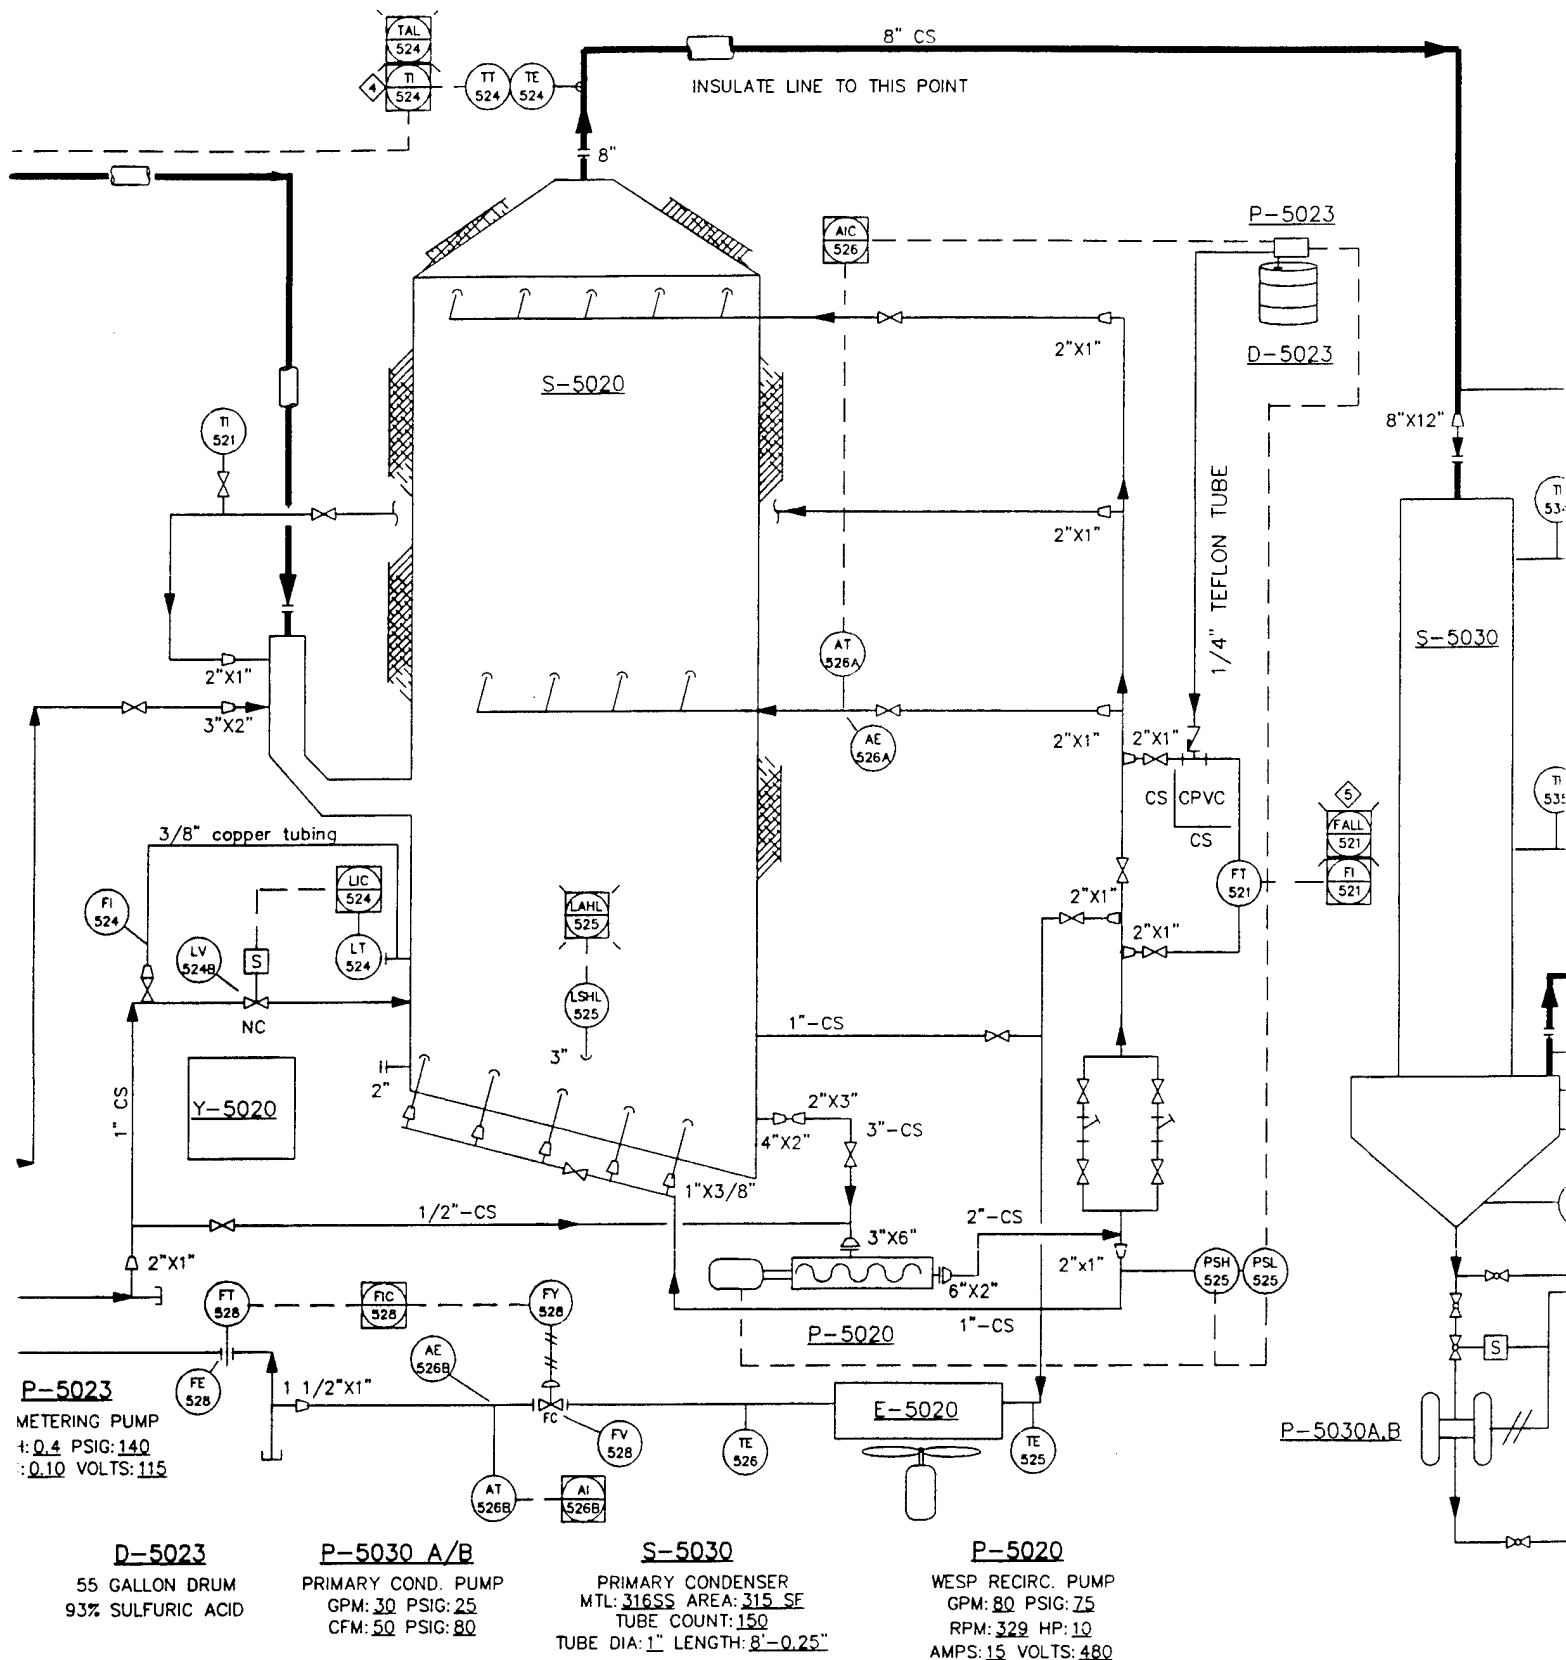 TAL
524
8" CS
TI
524
TT
524
TE
524
4
INSULATE LINE TO THIS POINT
8"
P-5023
AIC
526
2"X1"
D-5023
S-5020
8"X12"
TI
521
2"X1"
1/4" TEFLON TUBE
TI
AT
526A
S-5030
2"X1"
3"X2"
AE
526A
2"X1"
2"X1"
TI
CS
CPVC
CS
5
FALL
521
FI
521
3/8" copper tubing
LIC
524
FI
524
LAHL
525
2"X1"
FT
521
2"X1"
LV
524B
S
LT
524
LSHL
525
NC
1"-CS
3"
2"
1" CS
Y-5020
2"X3"
4"X2"
3"-CS
1"X3/8"
1/2"-CS
2"-CS
3"X6"
2"X1"
2"x1"
6"X2"
PSH
525
PSL
525
FT
528
FIC
528
FY
528
1"-CS
P-5020
S
AE
526B
FE
528
1 1/2"X1"
FC
FV
528
E-5020
TE
526
TE
525
P-5030A,B
AT
526B
AI
526B
P-5023
METERING PUMP
: 0.4 PSIG: 140
: 0.10 VOLTS: 115
D-5023
55 GALLON DRUM
93% SULFURIC ACID
P-5030 A/B
PRIMARY COND. PUMP
GPM: 30 PSIG: 25
CFM: 50 PSIG: 80
S-5030
PRIMARY CONDENSER
MTL: 316SS AREA: 315 SF
TUBE COUNT: 150
TUBE DIA: 1" LENGTH: 8'-0.25"
P-5020
WESP RECIRC. PUMP
GPM: 80 PSIG: 75
RPM: 329 HP: 10
AMPS: 15 VOLTS: 480